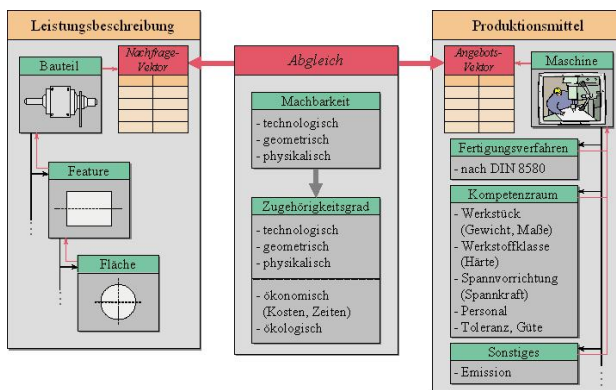 Leistungsbeschreibung
Bauteil
Nachfrage-
Vektor
Feature
Fläche
Abgleich
Machbarkeit
- technologisch
- geometrisch
- physikalisch
Zugehörigkeitsgrad
- technologisch
- geometrisch
- physikalisch
- ökonomisch
(Kosten, Zeiten)
- ökologisch
Produktionsmittel
Angebots-
Vektor
Maschine
Fertigungsverfahren
- nach DIN 8580
Kompetenzraum
- Werkstück
(Gewicht, Maße)
- Werkstoffklasse
(Härte)
- Spannvorrichtung
(Spannkraft)
- Personal
- Toleranz, Güte
Sonstiges
- Emission